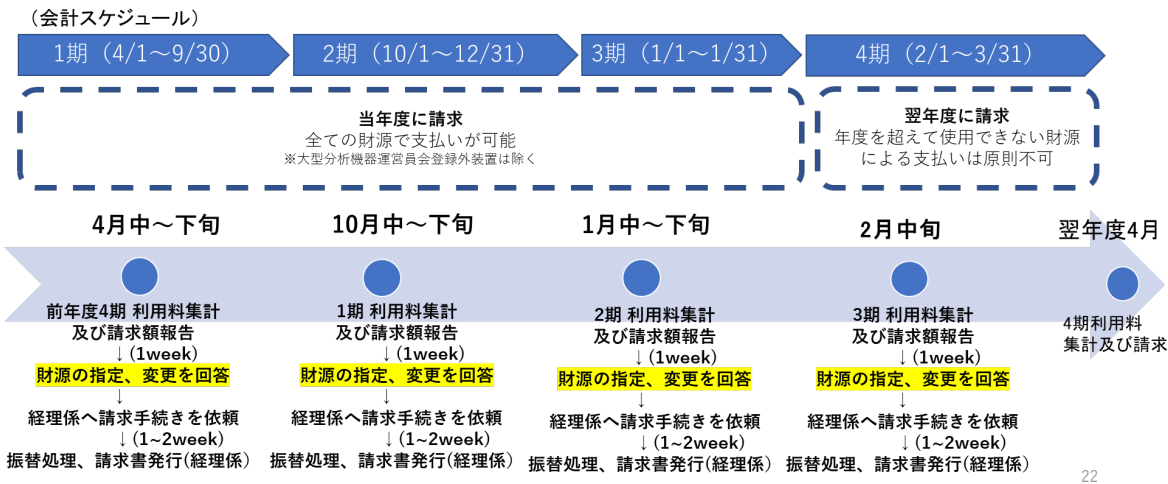 （会計スケジュール）
1期（4/1～9/30）
2期（10/1～12/31）
3期（1/1～1/31）
4期（2/1～3/31）
当年度に請求
全ての財源で支払いが可能
※大型分析機器運営員会登録外装置は除く
翌年度に請求
年度を超えて使用できない財源
による支払いは原則不可
4月中～下旬
10月中～下旬
1月中～下旬
2月中旬
翌年度4月
前年度4期 利用料集計
及び請求額報告
↓(1week)
財源の指定、変更を回答
↓
経理係へ請求手続きを依頼
↓(1~2week)
振替処理、請求書発行(経理係)
1期 利用料集計
及び請求額報告
↓(1week)
財源の指定、変更を回答
↓
経理係へ請求手続きを依頼
↓(1~2week)
振替処理、請求書発行(経理係)
2期 利用料集計
及び請求額報告
↓(1week)
財源の指定、変更を回答
↓
経理係へ請求手続きを依頼
↓(1~2week)
振替処理、請求書発行(経理係)
3期 利用料集計
及び請求額報告
↓(1week)
財源の指定、変更を回答
↓
経理係へ請求手続きを依頼
↓(1~2week)
振替処理、請求書発行(経理係)
4期利用料
集計及び請求
22